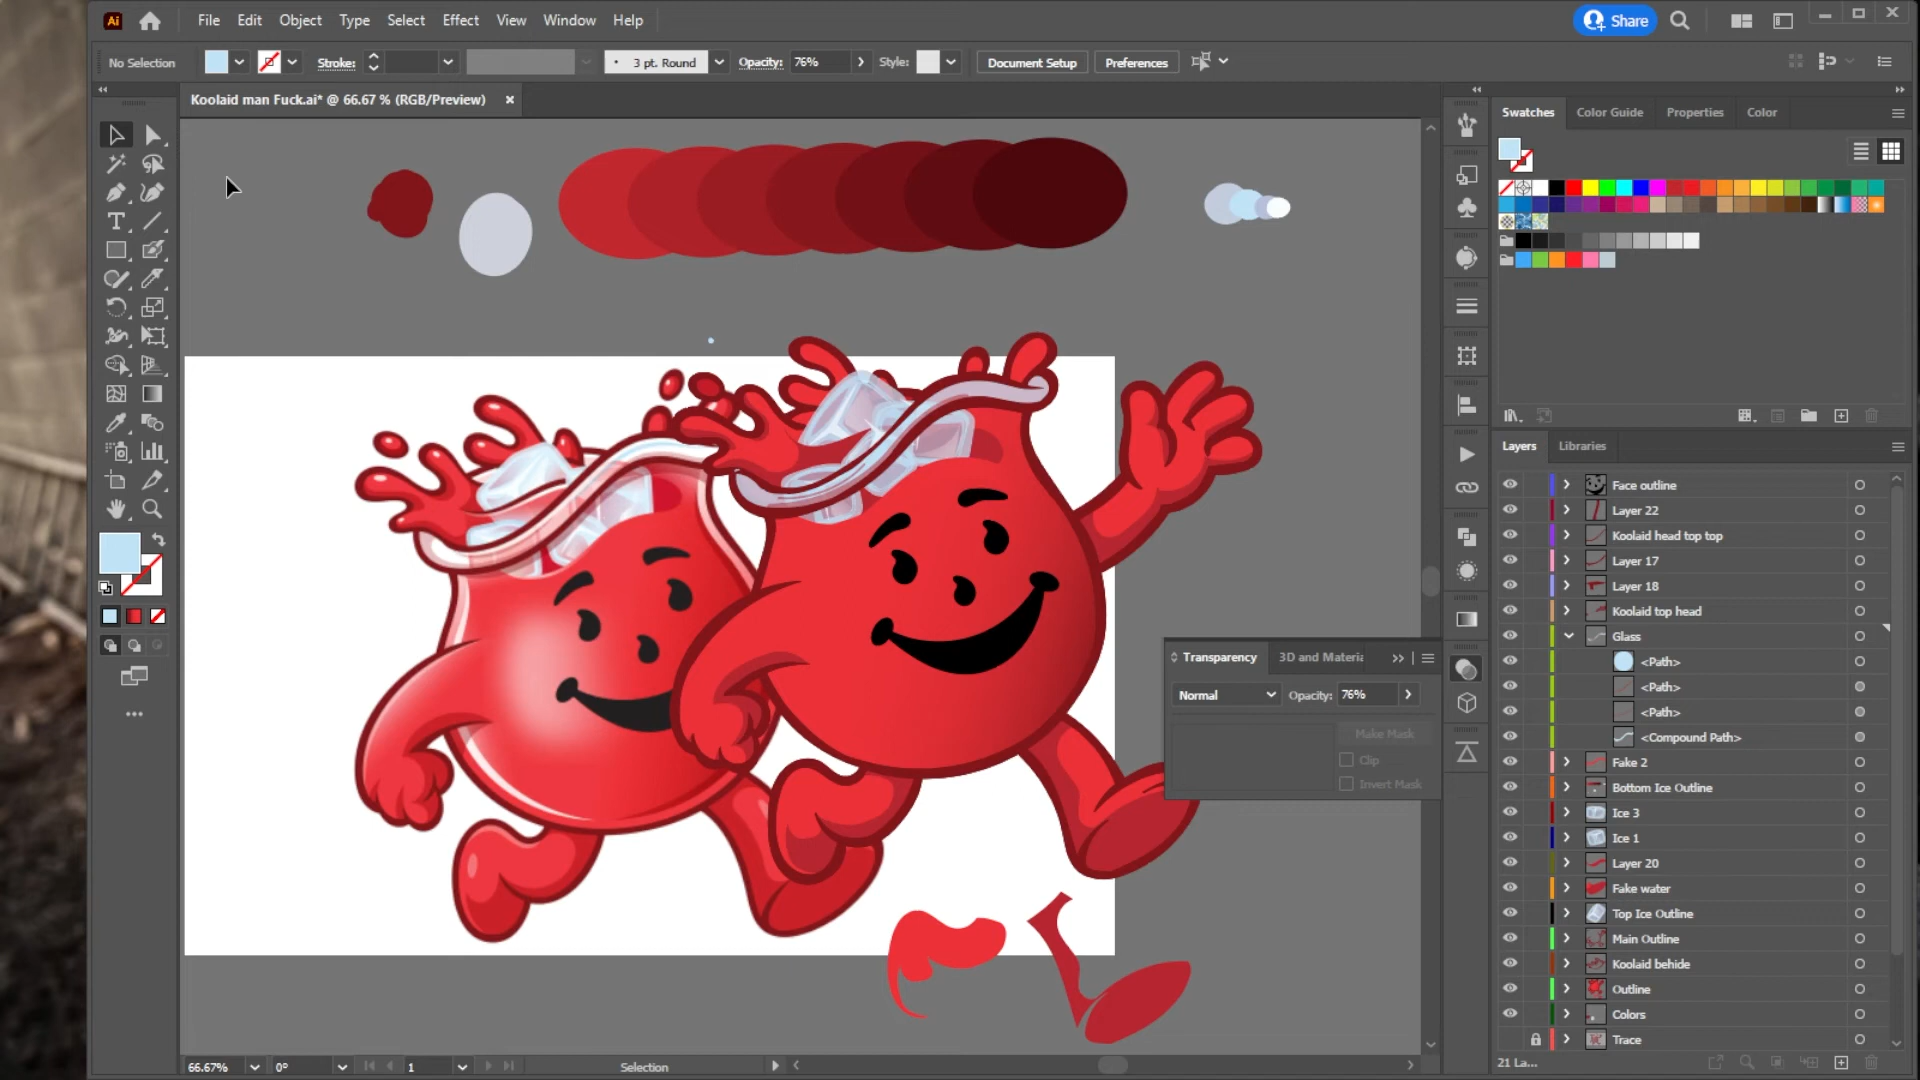 Ai File Edit Object Type Select Effect View Window Help Share
No Selection Stroke: 3 pt. Round Opacity: 76% Style: Document Setup Preferences
Koolaid man Fuck.ai* @ 66.67 % (RGB/Preview)
Swatches Color Guide Properties Color
Layers Libraries
Face outline
Layer 22
Koolaid head top top
Layer 17
Layer 18
Koolaid top head
Glass
<Path>
<Path>
<Path>
<Compound Path>
Fake 2
Bottom Ice Outline
Ice 3
Ice 1
Layer 20
Fake water
Top Ice Outline
Main Outline
Koolaid behide
Outline
Colors
Trace
21 La...
Transparency 3D and Materia
Normal Opacity: 76%
Make Mask
Clip
Invert Mask
66.67% 0° 1 Selection